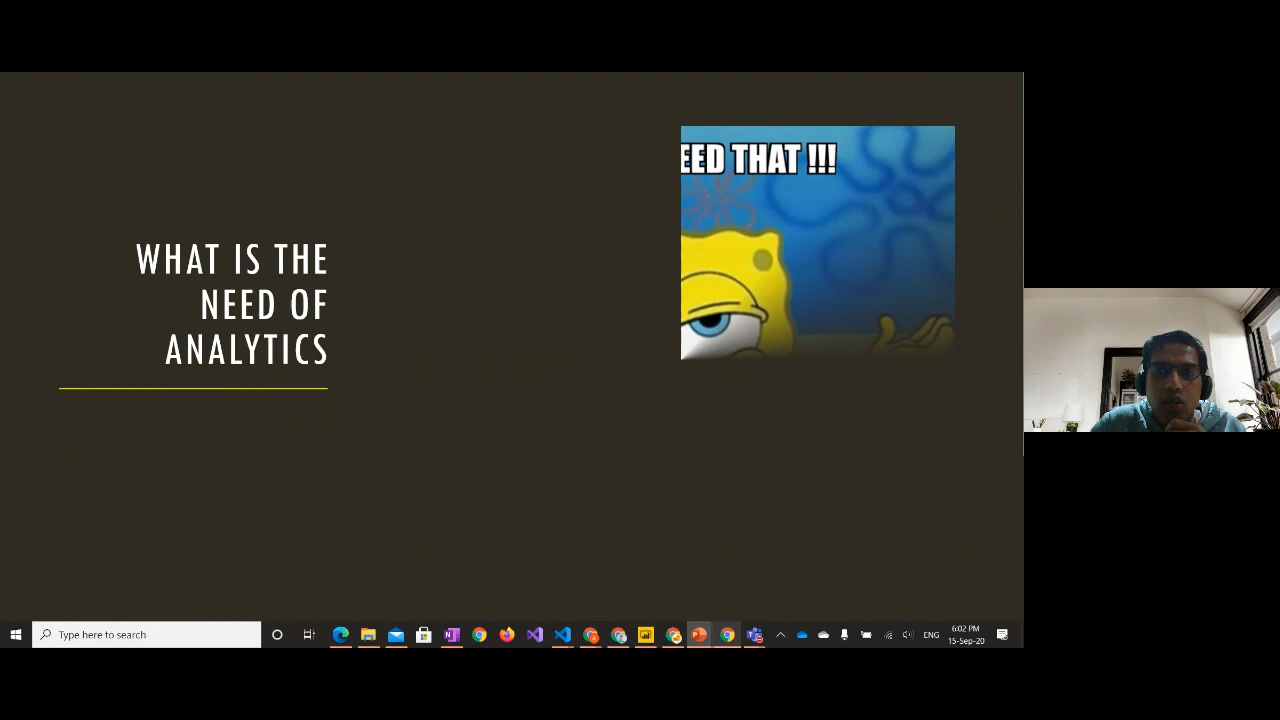 EED THAT !!!
WHAT IS THE
NEED OF
ANALYTICS
Type here to search
ENG
6:02 PM
15-Sep-20